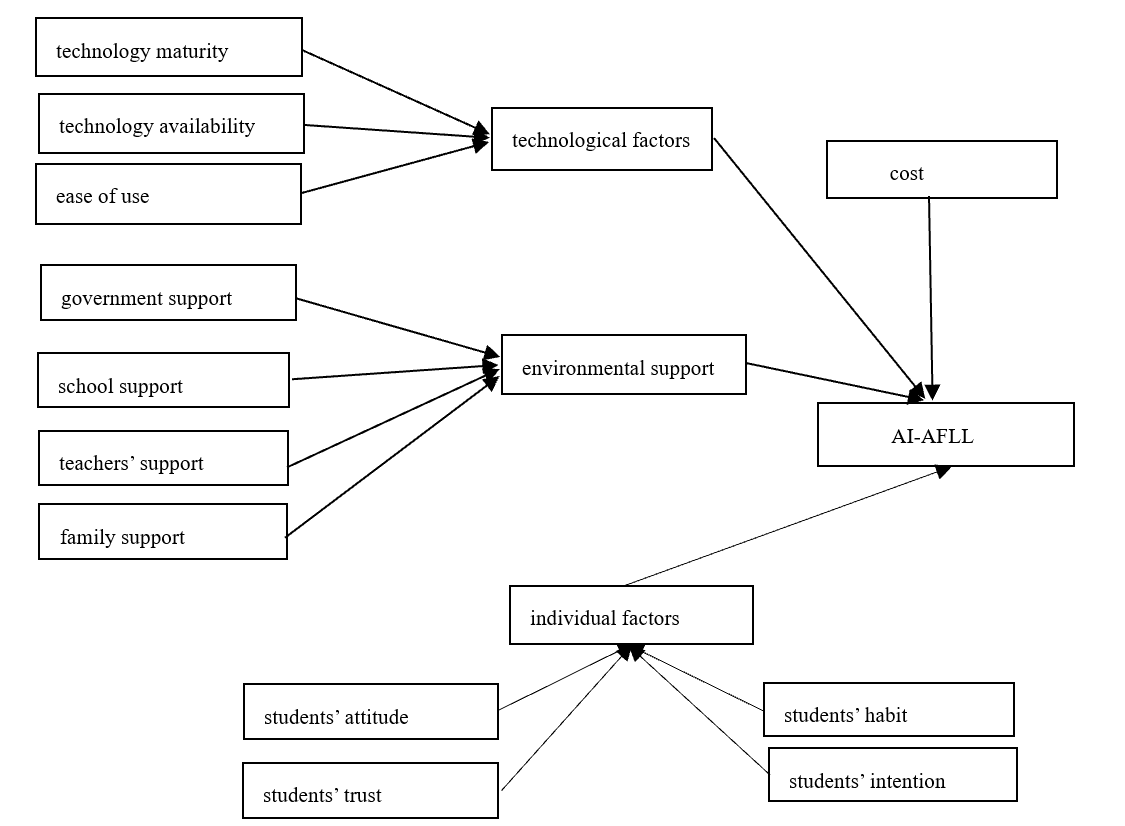 technology maturity
technology availability
ease of use
technological factors
cost
government support
school support
teachers’ support
family support
environmental support
AI-AFLL
individual factors
students’ attitude
students’ trust
students’ habit
students’ intention